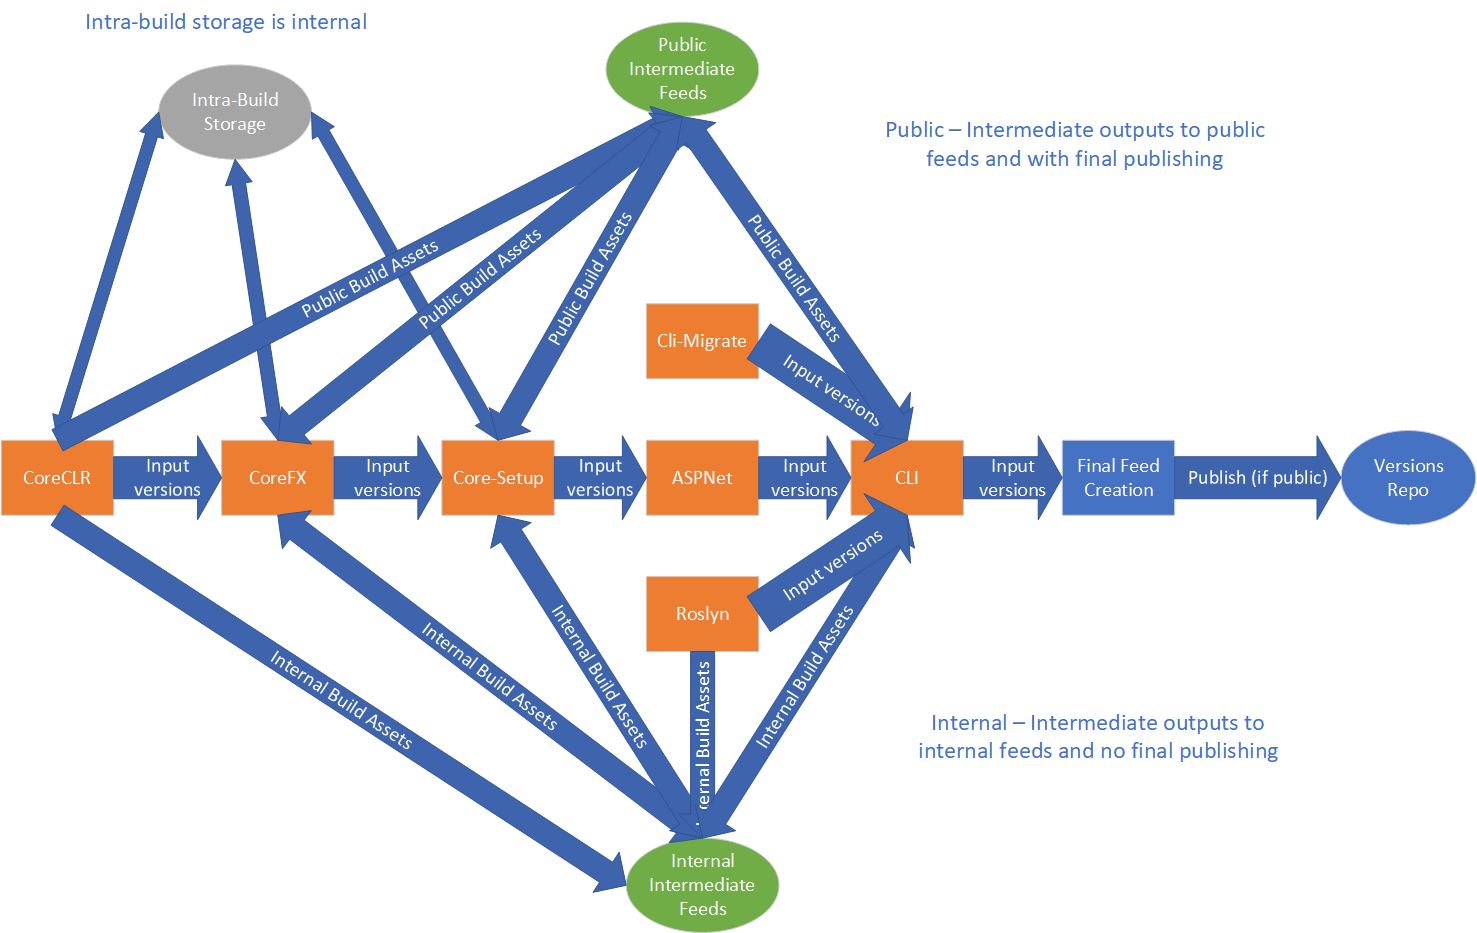 Intra-build storage is internal
Public
Intermediate
Feeds
Intra-Build
Storage
Public – Intermediate outputs to public
feeds and with final publishing
Public Build Assets
Public Build Assets
Public Build Assets
Public Build Assets
Cli-Migrate
Input versions
CoreCLR
Input
versions
CoreFX
Input
versions
Core-Setup
Input
versions
ASPNet
Input
versions
CLI
Input
versions
Final Feed
Creation
Publish (if public)
Versions
Repo
Input versions
Roslyn
Internal Build Assets
Internal Build Assets
Internal Build Assets
Build Assets
Internal Build Assets
Internal – Intermediate outputs to
internal feeds and no final publishing
Internal
Intermediate
Feeds